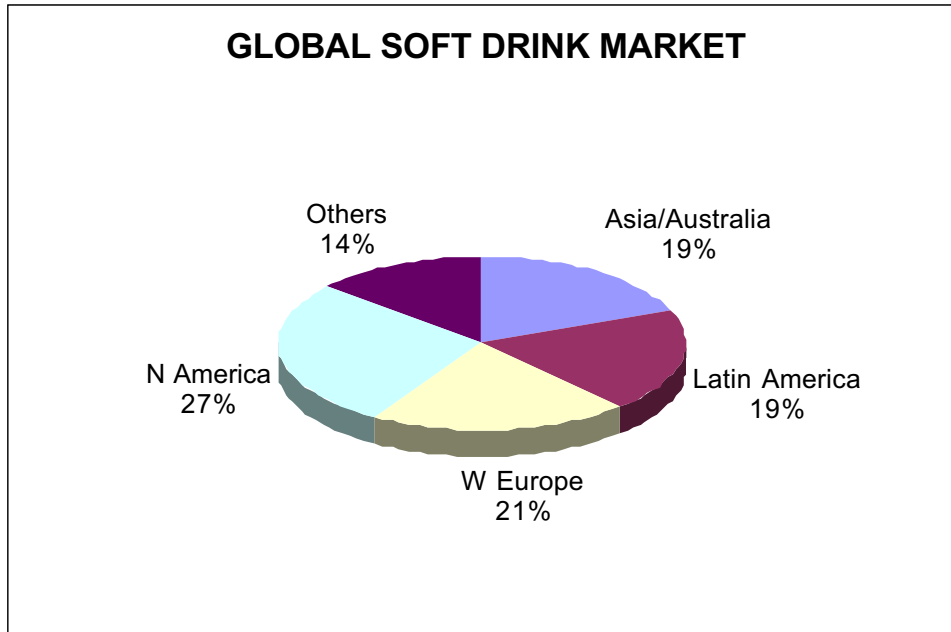 GLOBAL SOFT DRINK MARKET
Others
14%
Asia/Australia
19%
N America
27%
Latin America
19%
W Europe
21%